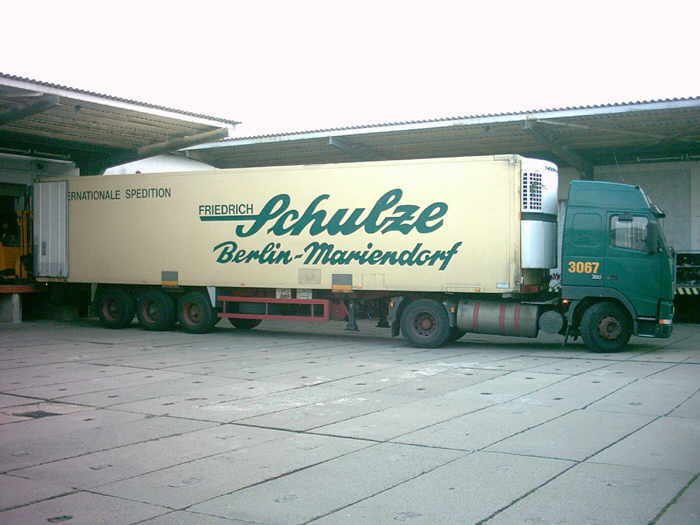 ERNATIONALE SPEDITION
FRIEDRICH Schulze
Berlin-Mariendorf
3067